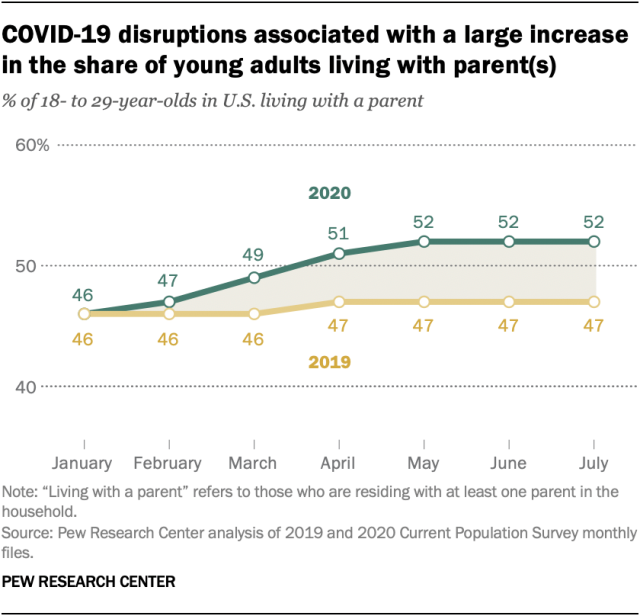 COVID-19 disruptions associated with a large increase
in the share of young adults living with parent(s)
% of 18- to 29-year-olds in U.S. living with a parent
60%
2020
46 47 49 51 52 52 52
50
46 46 46 47 47 47 47
2019
40
January February March April May June July
Note: “Living with a parent” refers to those who are residing with at least one parent in the
household.
Source: Pew Research Center analysis of 2019 and 2020 Current Population Survey monthly
files.
PEW RESEARCH CENTER